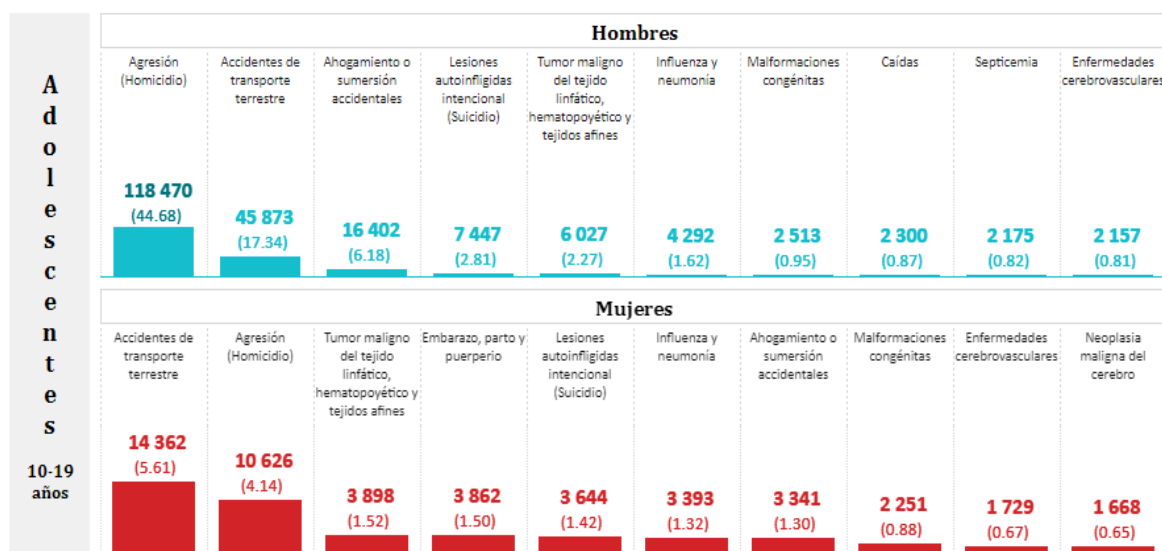 Adolescentes
10-19
años
Hombres
Agresión
(Homicidio)
Accidentes de
transporte
terrestre
Ahogamiento o
sumersión
accidentales
Lesiones
autoinfligidas
intencional
(Suicidio)
Tumor maligno
del tejido
linfático,
hematopoyético y
tejidos afines
Influenza y
neumonía
Malformaciones
congénitas
Caídas
Septicemia
Enfermedades
cerebrovasculares
118 470
(44.68)
45 873
(17.34)
16 402
(6.18)
7 447
(2.81)
6 027
(2.27)
4 292
(1.62)
2 513
(0.95)
2 300
(0.87)
2 175
(0.82)
2 157
(0.81)
Mujeres
Accidentes de
transporte
terrestre
Agresión
(Homicidio)
Tumor maligno
del tejido
linfático,
hematopoyético y
tejidos afines
Embarazo, parto y
puerperio
Lesiones
autoinfligidas
intencional
(Suicidio)
Influenza y
neumonía
Ahogamiento o
sumersión
accidentales
Malformaciones
congénitas
Enfermedades
cerebrovasculares
Neoplasia
maligna del
cerebro
14 362
(5.61)
10 626
(4.14)
3 898
(1.52)
3 862
(1.50)
3 644
(1.42)
3 393
(1.32)
3 341
(1.30)
2 251
(0.88)
1 729
(0.67)
1 668
(0.65)